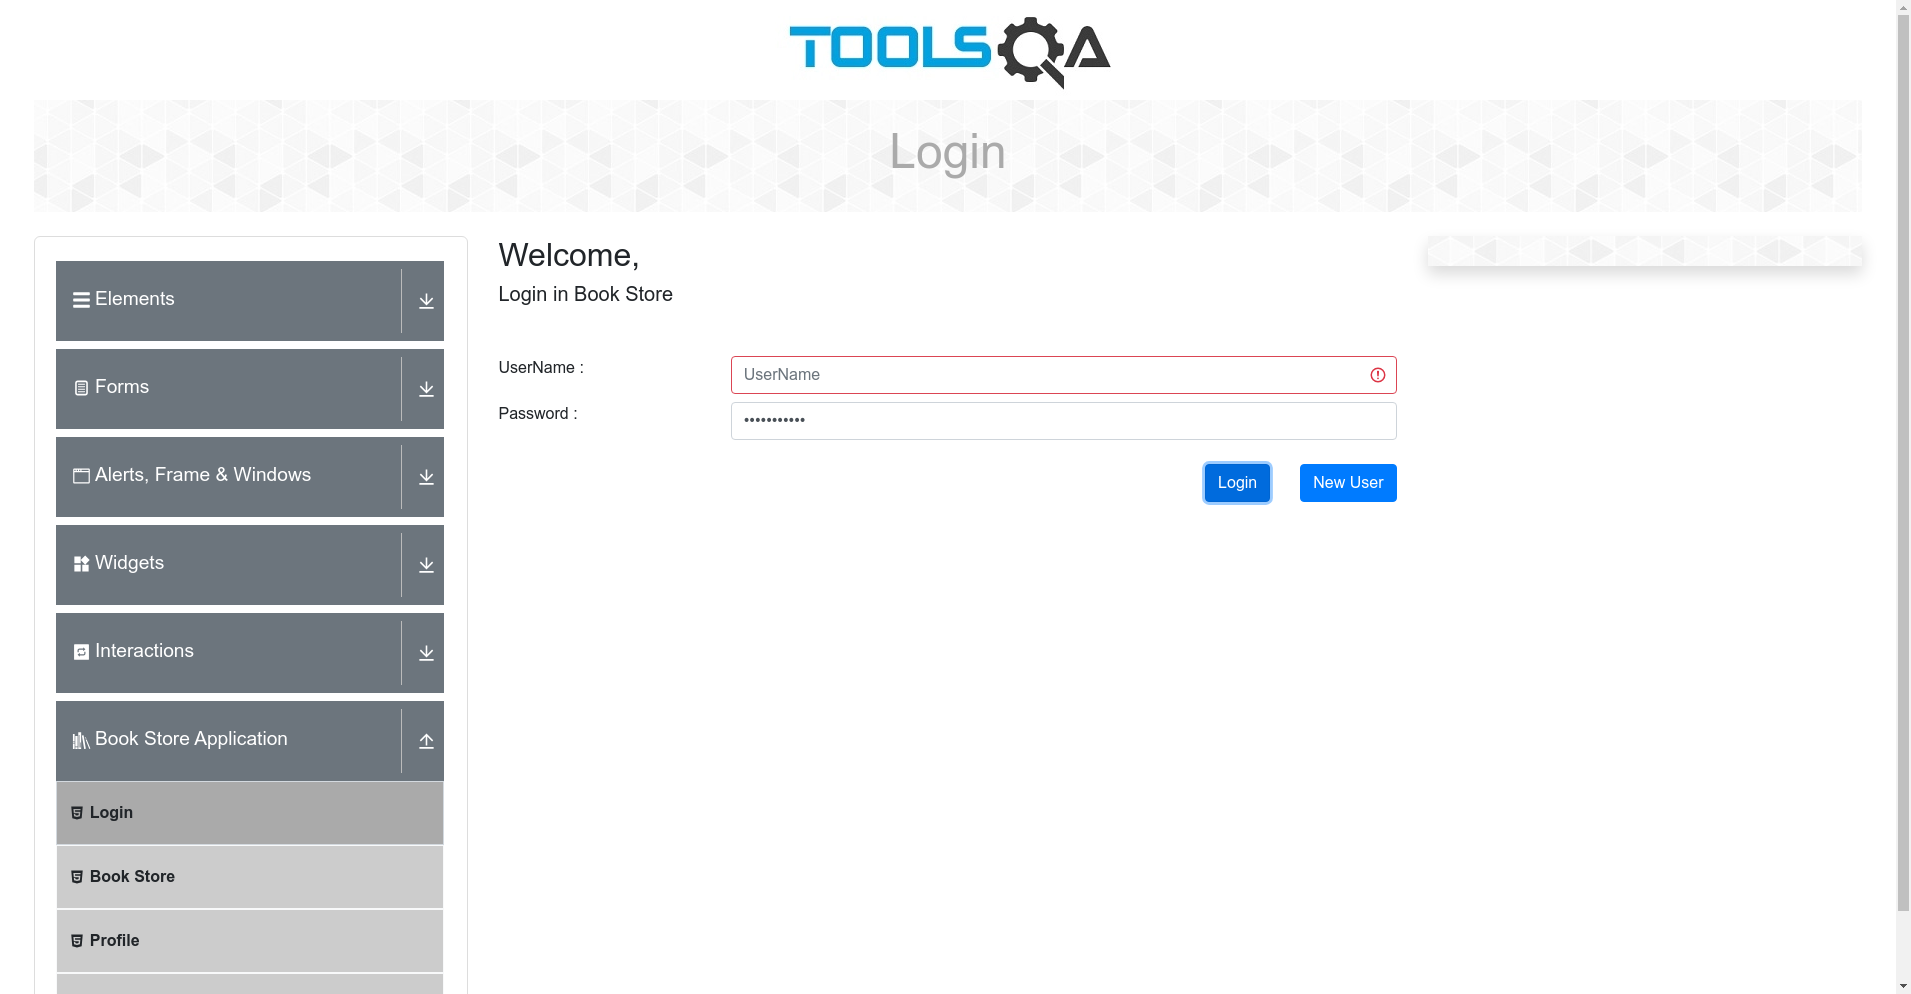 TOOLSQA
Login
Elements
Forms
Alerts, Frame & Windows
Widgets
Interactions
Book Store Application
Login
Book Store
Profile
Welcome,
Login in Book Store
UserName :
UserName
Password :
•••••••••••
Login
New User